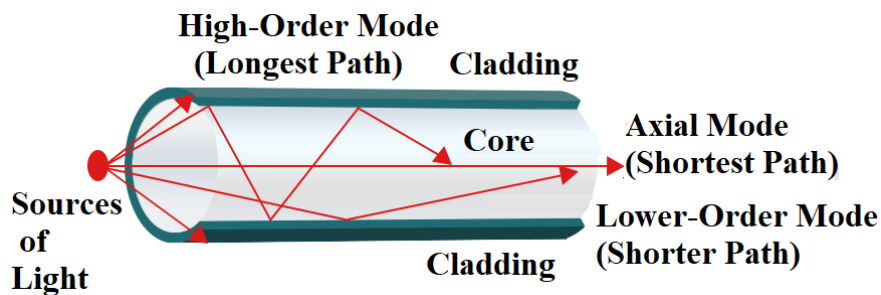 High-Order Mode
(Longest Path)
Cladding
Core
Axial Mode
(Shortest Path)
Sources
of
Light
Lower-Order Mode
(Shorter Path)
Cladding